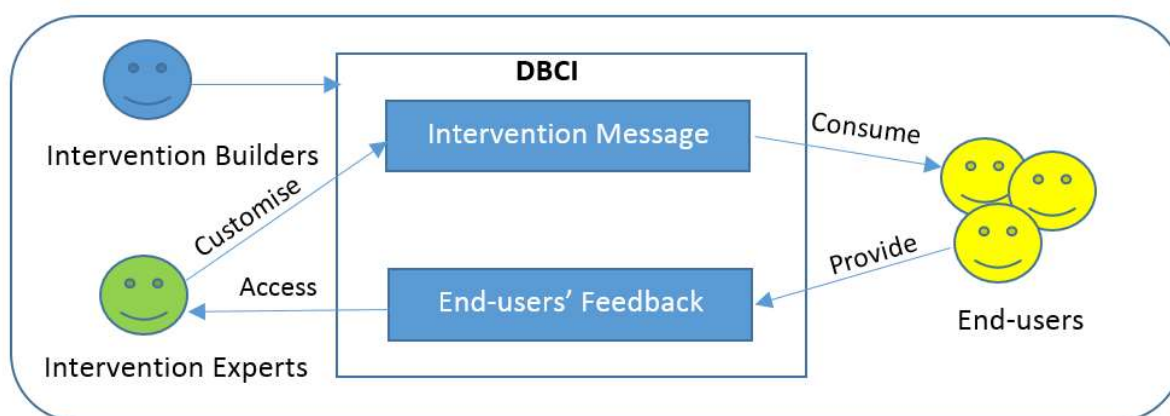 DBCI
Intervention Builders
Intervention Message
Consume
Customise
Provide
Access
End-users’ Feedback
End-users
Intervention Experts